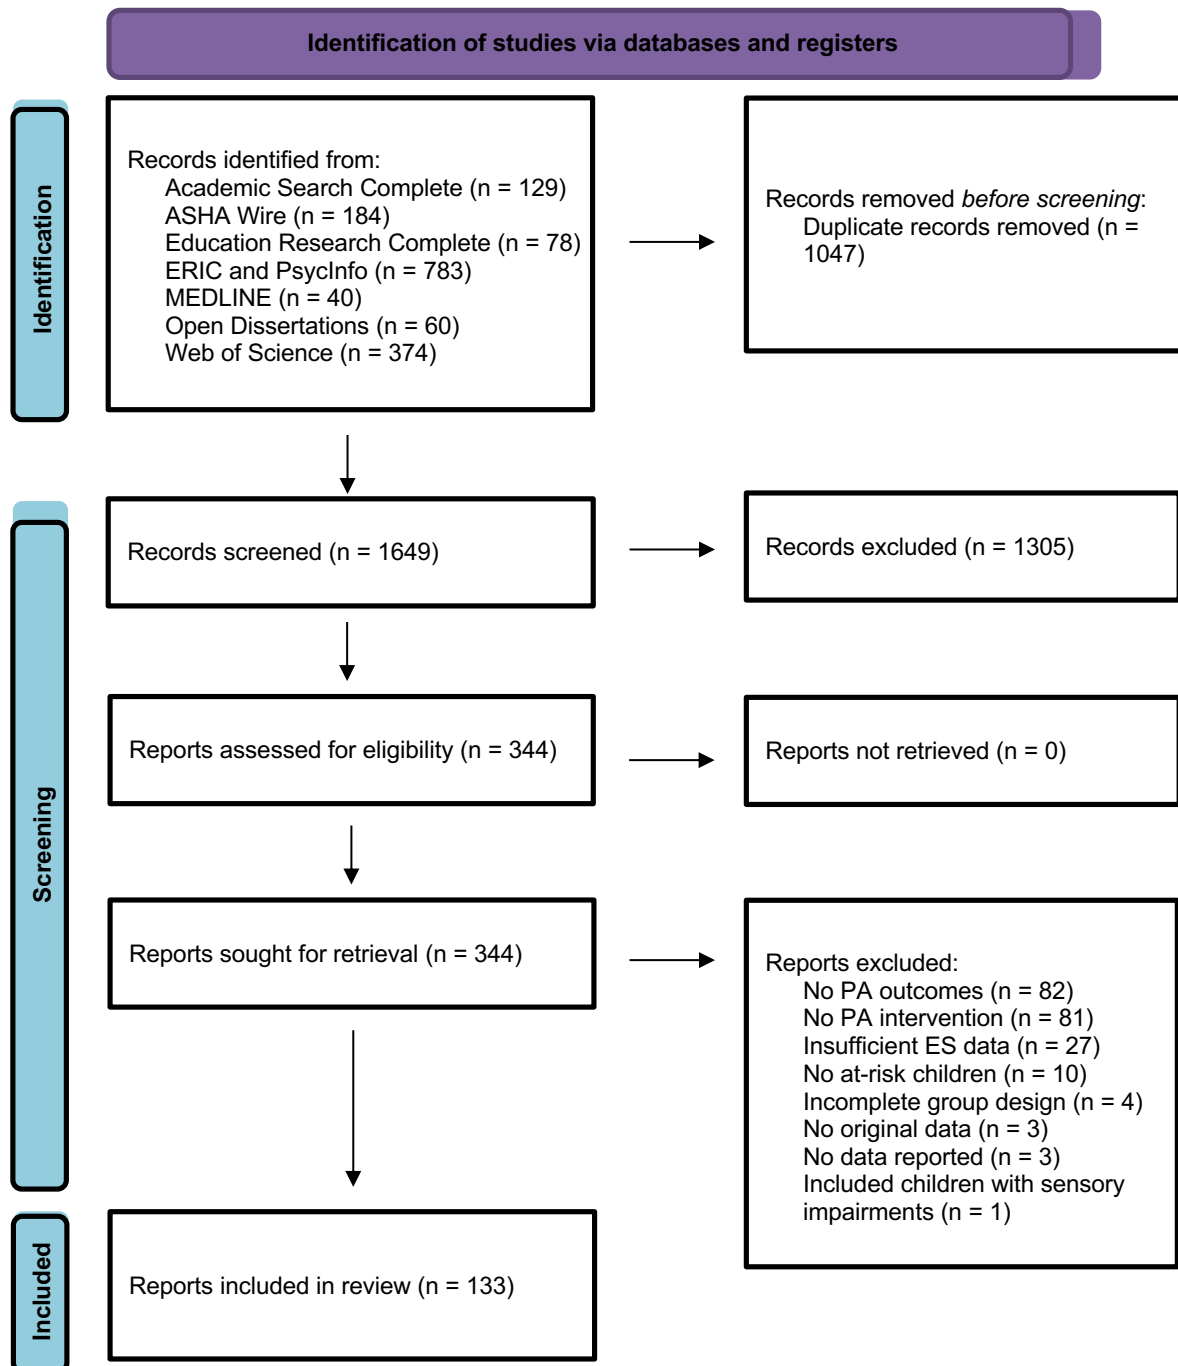 Identification of studies via databases and registers
Identification
Records identified from:
Academic Search Complete (n = 129)
ASHA Wire (n = 184)
Education Research Complete (n = 78)
ERIC and PsycInfo (n = 783)
MEDLINE (n = 40)
Open Dissertations (n = 60)
Web of Science (n = 374)
Records removed before screening:
Duplicate records removed (n =
1047)
Screening
Records screened (n = 1649)
Records excluded (n = 1305)
Reports assessed for eligibility (n = 344)
Reports not retrieved (n = 0)
Reports sought for retrieval (n = 344)
Reports excluded:
No PA outcomes (n = 82)
No PA intervention (n = 81)
Insufficient ES data (n = 27)
No at-risk children (n = 10)
Incomplete group design (n = 4)
No original data (n = 3)
No data reported (n = 3)
Included children with sensory
impairments (n = 1)
Included
Reports included in review (n = 133)